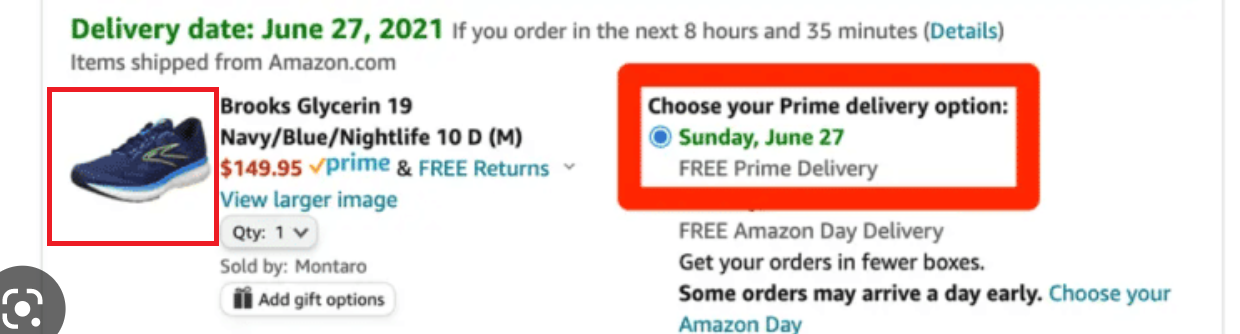 Delivery date: June 27, 2021 If you order in the next 8 hours and 35 minutes (Details)
Items shipped from Amazon.com
Brooks Glycerin 19
Navy/Blue/Nightlife 10 D (M)
$149.95 prime & FREE Returns
View larger image
Qty: 1
Sold by: Montaro
Add gift options
Choose your Prime delivery option:
Sunday, June 27
FREE Prime Delivery
FREE Amazon Day Delivery
Get your orders in fewer boxes.
Some orders may arrive a day early. Choose your
Amazon Day